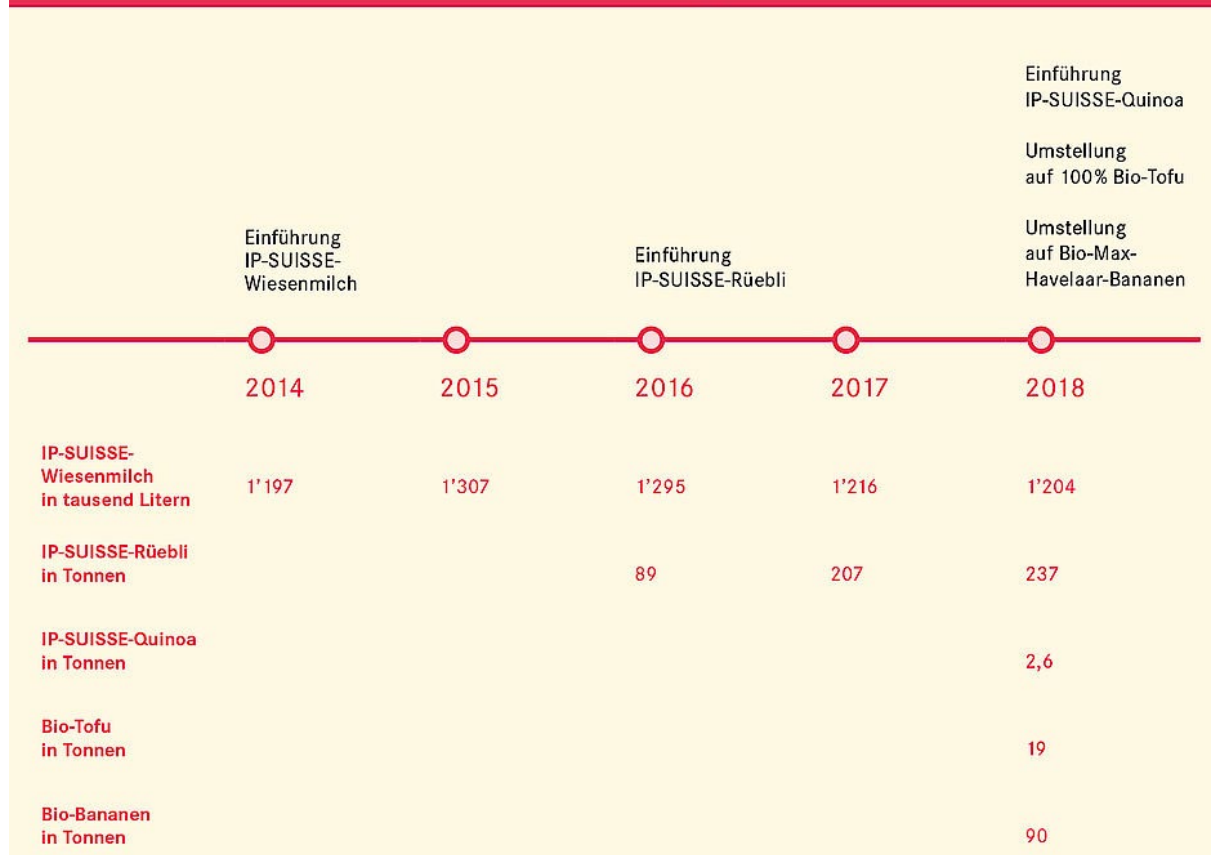 Einführung
IP-SUISSE-Quinoa
Umstellung
auf 100% Bio-Tofu
Umstellung
auf Bio-Max-
Havelaar-Bananen
Einführung
IP-SUISSE-
Wiesenmilch
Einführung
IP-SUISSE-Rüebli
2014 2015 2016 2017 2018
IP-SUISSE-
Wiesenmilch
in tausend Litern 1’197 1’307 1’295 1’216 1’204
IP-SUISSE-Rüebli
in Tonnen 89 207 237
IP-SUISSE-Quinoa
in Tonnen 2,6
Bio-Tofu
in Tonnen 19
Bio-Bananen
in Tonnen 90